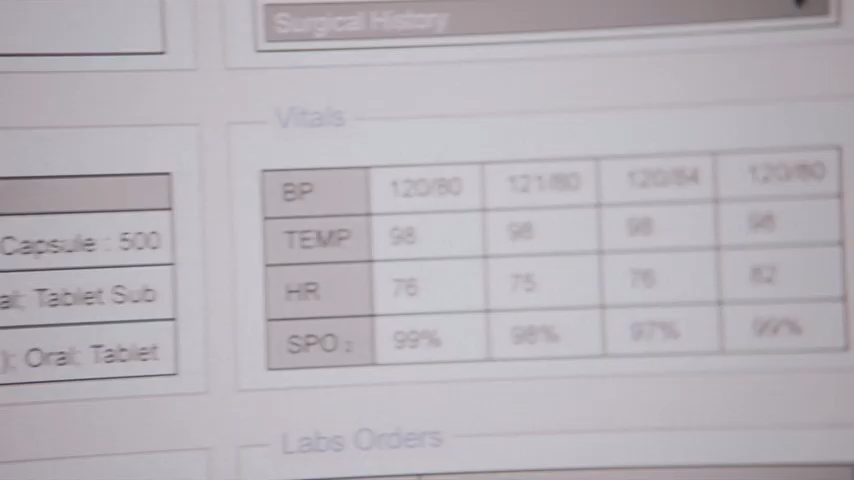 Surgical History
Vitals
BP 120/80 121/80 120/84 120/80
TEMP 98 98 98 98
HR 76 75 76 82
SPO₂ 99% 98% 97% 99%
Capsule : 500
al; Tablet Sub
); Oral; Tablet
Labs Orders